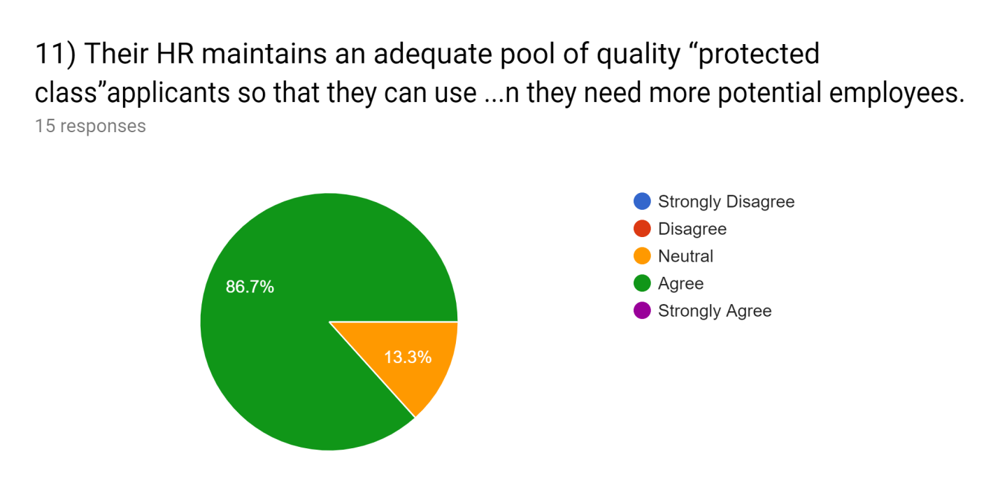 11) Their HR maintains an adequate pool of quality “protected
class”applicants so that they can use ...n they need more potential employees.
15 responses
86.7%
13.3%
Strongly Disagree
Disagree
Neutral
Agree
Strongly Agree